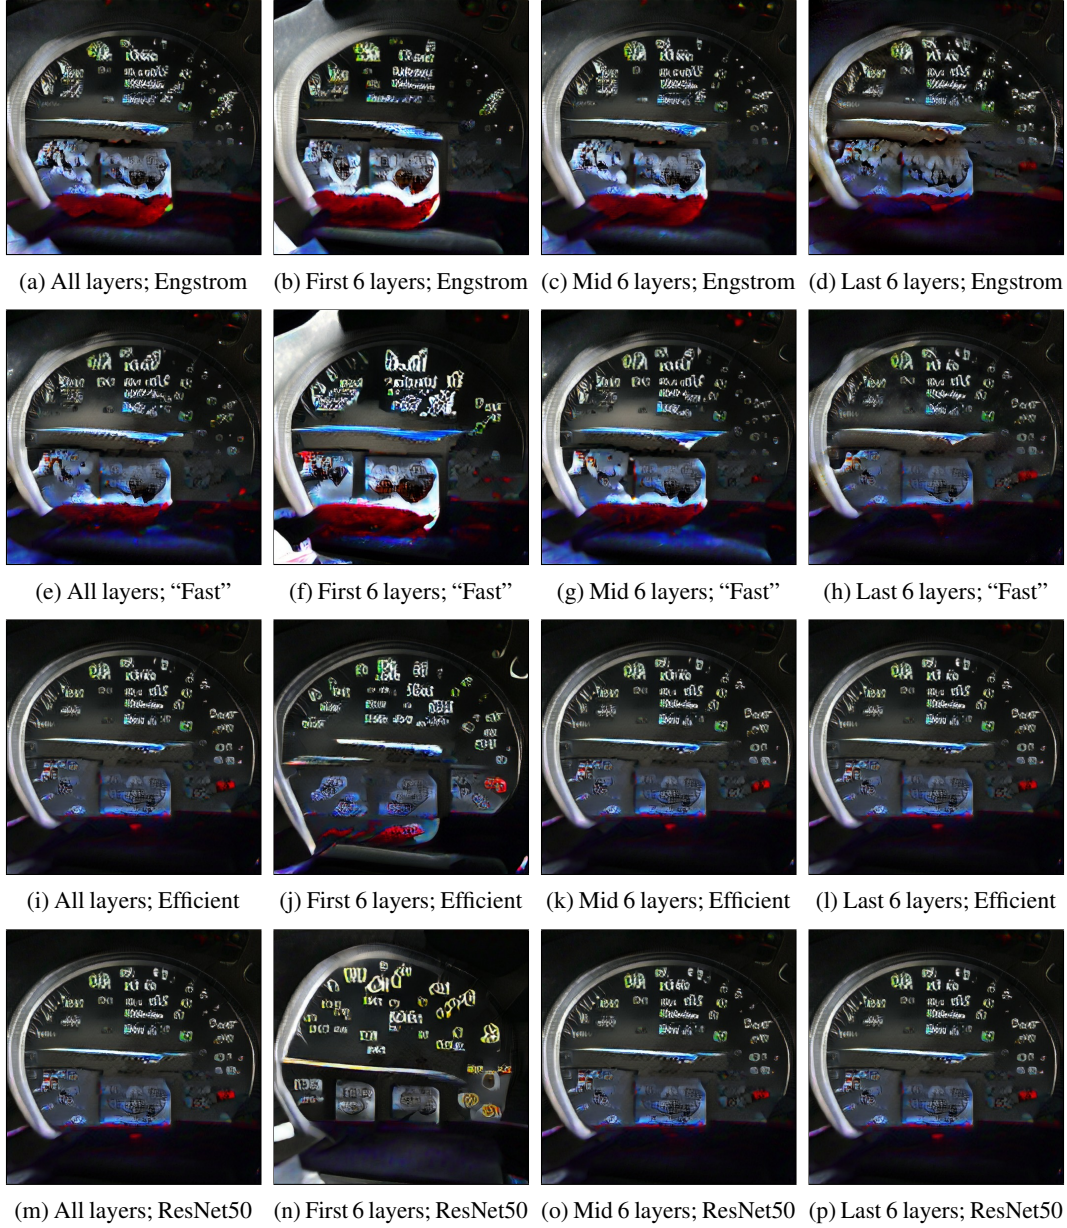 (a) All layers; Engstrom (b) First 6 layers; Engstrom (c) Mid 6 layers; Engstrom (d) Last 6 layers; Engstrom
(e) All layers; “Fast” (f) First 6 layers; “Fast” (g) Mid 6 layers; “Fast” (h) Last 6 layers; “Fast”
(i) All layers; Efficient (j) First 6 layers; Efficient (k) Mid 6 layers; Efficient (l) Last 6 layers; Efficient
(m) All layers; ResNet50 (n) First 6 layers; ResNet50 (o) Mid 6 layers; ResNet50 (p) Last 6 layers; ResNet50